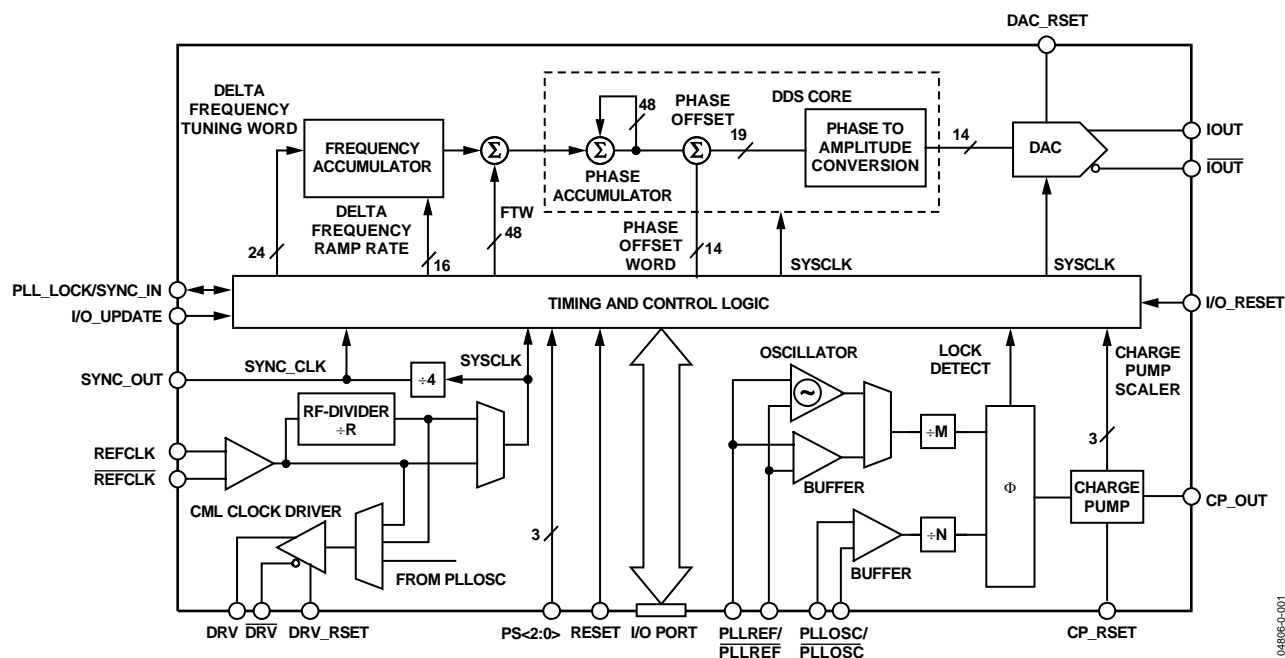 DAC_RSET
DELTA
FREQUENCY
TUNING WORD
FREQUENCY
ACCUMULATOR
Σ
48
Σ
PHASE
ACCUMULATOR
PHASE
OFFSET
Σ
19
DDS CORE
PHASE TO
AMPLITUDE
CONVERSION
14
DAC
IOUT
IOUT
DELTA
FREQUENCY
RAMP RATE
24
16
FTW
48
PHASE
OFFSET
WORD
14
SYSCLK
SYSCLK
PLL_LOCK/SYNC_IN
I/O_UPDATE
TIMING AND CONTROL LOGIC
I/O_RESET
SYNC_OUT
SYNC_CLK
÷4
SYSCLK
OSCILLATOR
~
LOCK
DETECT
CHARGE
PUMP
SCALER
3
RF-DIVIDER
÷R
REFCLK
REFCLK
÷M
BUFFER
Φ
CHARGE
PUMP
CP_OUT
CML CLOCK DRIVER
3
÷N
BUFFER
FROM PLLOSC
DRV
DRV
DRV_RSET
PS<2:0>
RESET
I/O PORT
PLLREF/
PLLREF
PLLOSC/
PLLOSC
CP_RSET
04806-0-001